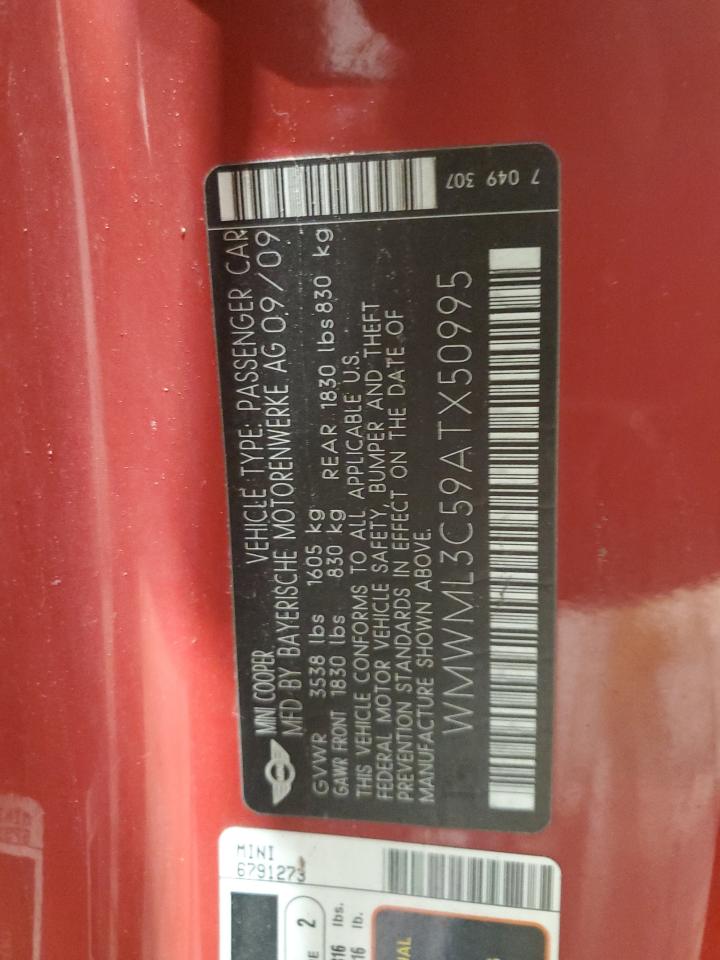 MINI COOPER VEHICLE TYPE: PASSENGER CAR
MFD BY BAYERISCHE MOTORENWERKE AG 09/09
GVWR 3538 lbs 1605 kg
GAWR FRONT 1830 lbs 830 kg REAR 1830 lbs 830 kg
THIS VEHICLE CONFORMS TO ALL APPLICABLE U.S.
FEDERAL MOTOR VEHICLE SAFETY, BUMPER AND THEFT
PREVENTION STANDARDS IN EFFECT ON THE DATE OF
MANUFACTURE SHOWN ABOVE.
WMWML3C59ATX50995
7 049 307
MINI
6791273
2
lbs.
lb.